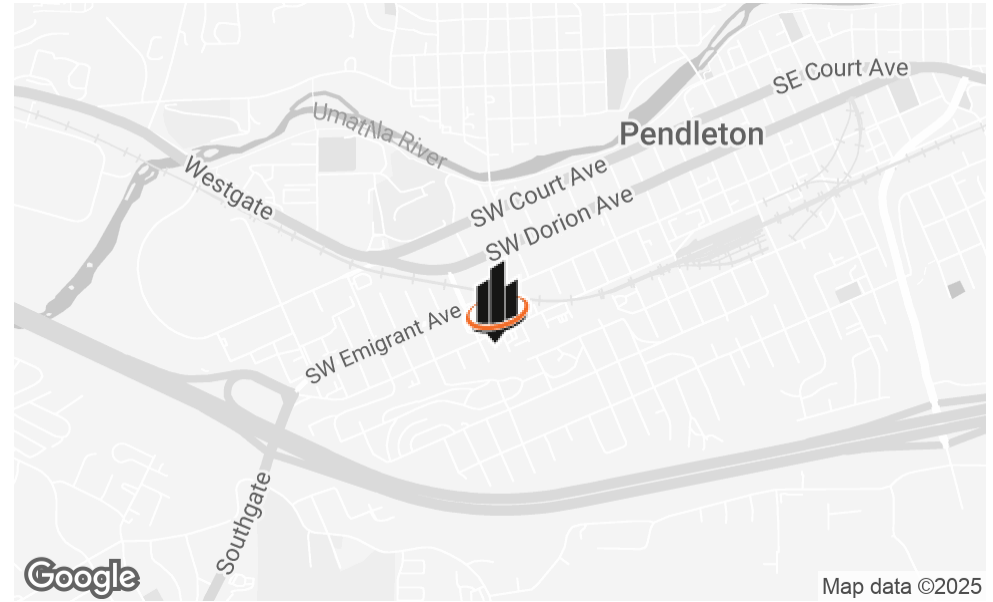 SE Court Ave
Umatilla River
Pendleton
Westgate
SW Court Ave
SW Dorion Ave
SW Emigrant Ave
Southgate
Google
Map data ©2025